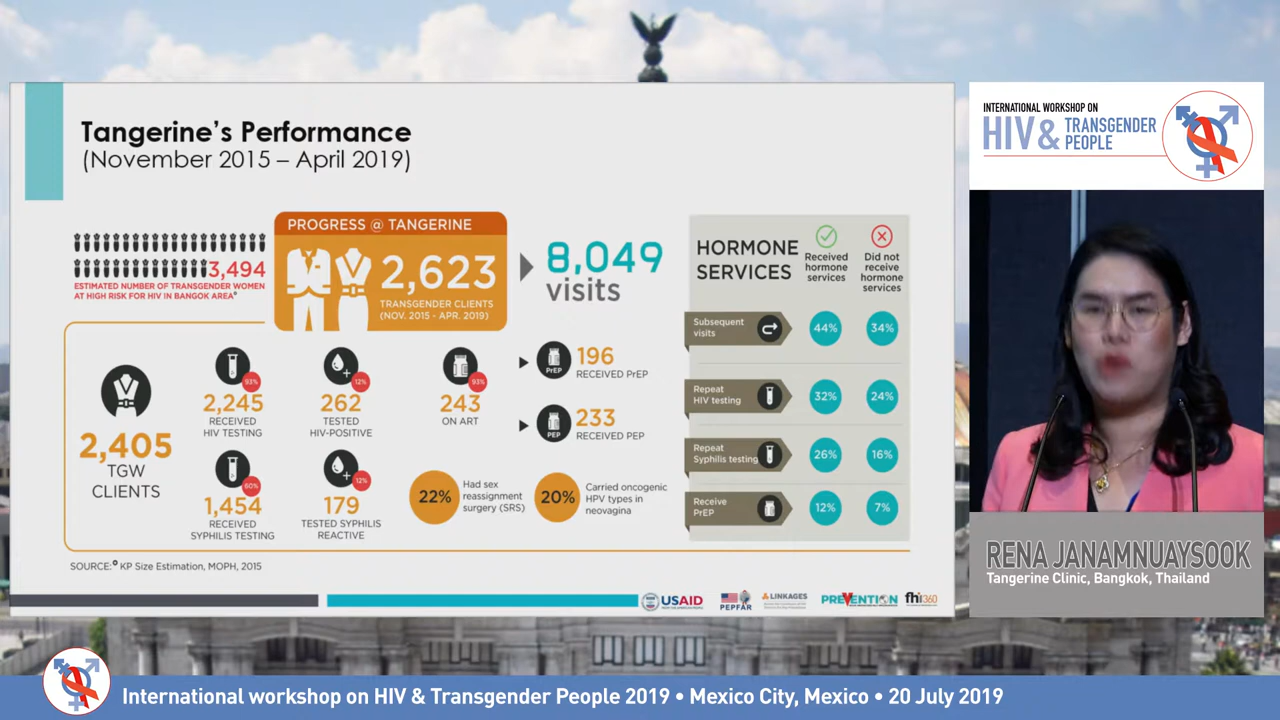 Tangerine's Performance
(November 2015 – April 2019)
3,494
ESTIMATED NUMBER OF TRANSGENDER WOMEN
AT HIGH RISK FOR HIV IN BANGKOK AREA
PROGRESS @ TANGERINE
2,623
TRANSGENDER CLIENTS
(NOV. 2015 - APR. 2019)
8,049
visits
2,405
TGW
CLIENTS
93%
2,245
RECEIVED
HIV TESTING
12%
262
TESTED
HIV-POSITIVE
93%
243
ON ART
PrEP
196
RECEIVED PrEP
PEP
233
RECEIVED PEP
60%
1,454
RECEIVED
SYPHILIS TESTING
12%
179
TESTED SYPHILIS
REACTIVE
22%
Had sex
reassignment
surgery (SRS)
20%
Carried oncogenic
HPV types in
neovagina
HORMONE
SERVICES
Received
hormone
services
Did not
receive
hormone
services
Subsequent
visits
44%
34%
Repeat
HIV testing
32%
24%
Repeat
Syphilis testing
26%
16%
Receive
PrEP
12%
7%
SOURCE: KP Size Estimation, MOPH, 2015
USAID
PEPFAR
LINKAGES
PREVENTION
fhi360
INTERNATIONAL WORKSHOP ON
HIV & TRANSGENDER
PEOPLE
RENA JANAMNUAYSOOK
Tangerine Clinic, Bangkok, Thailand
International workshop on HIV & Transgender People 2019 • Mexico City, Mexico • 20 July 2019